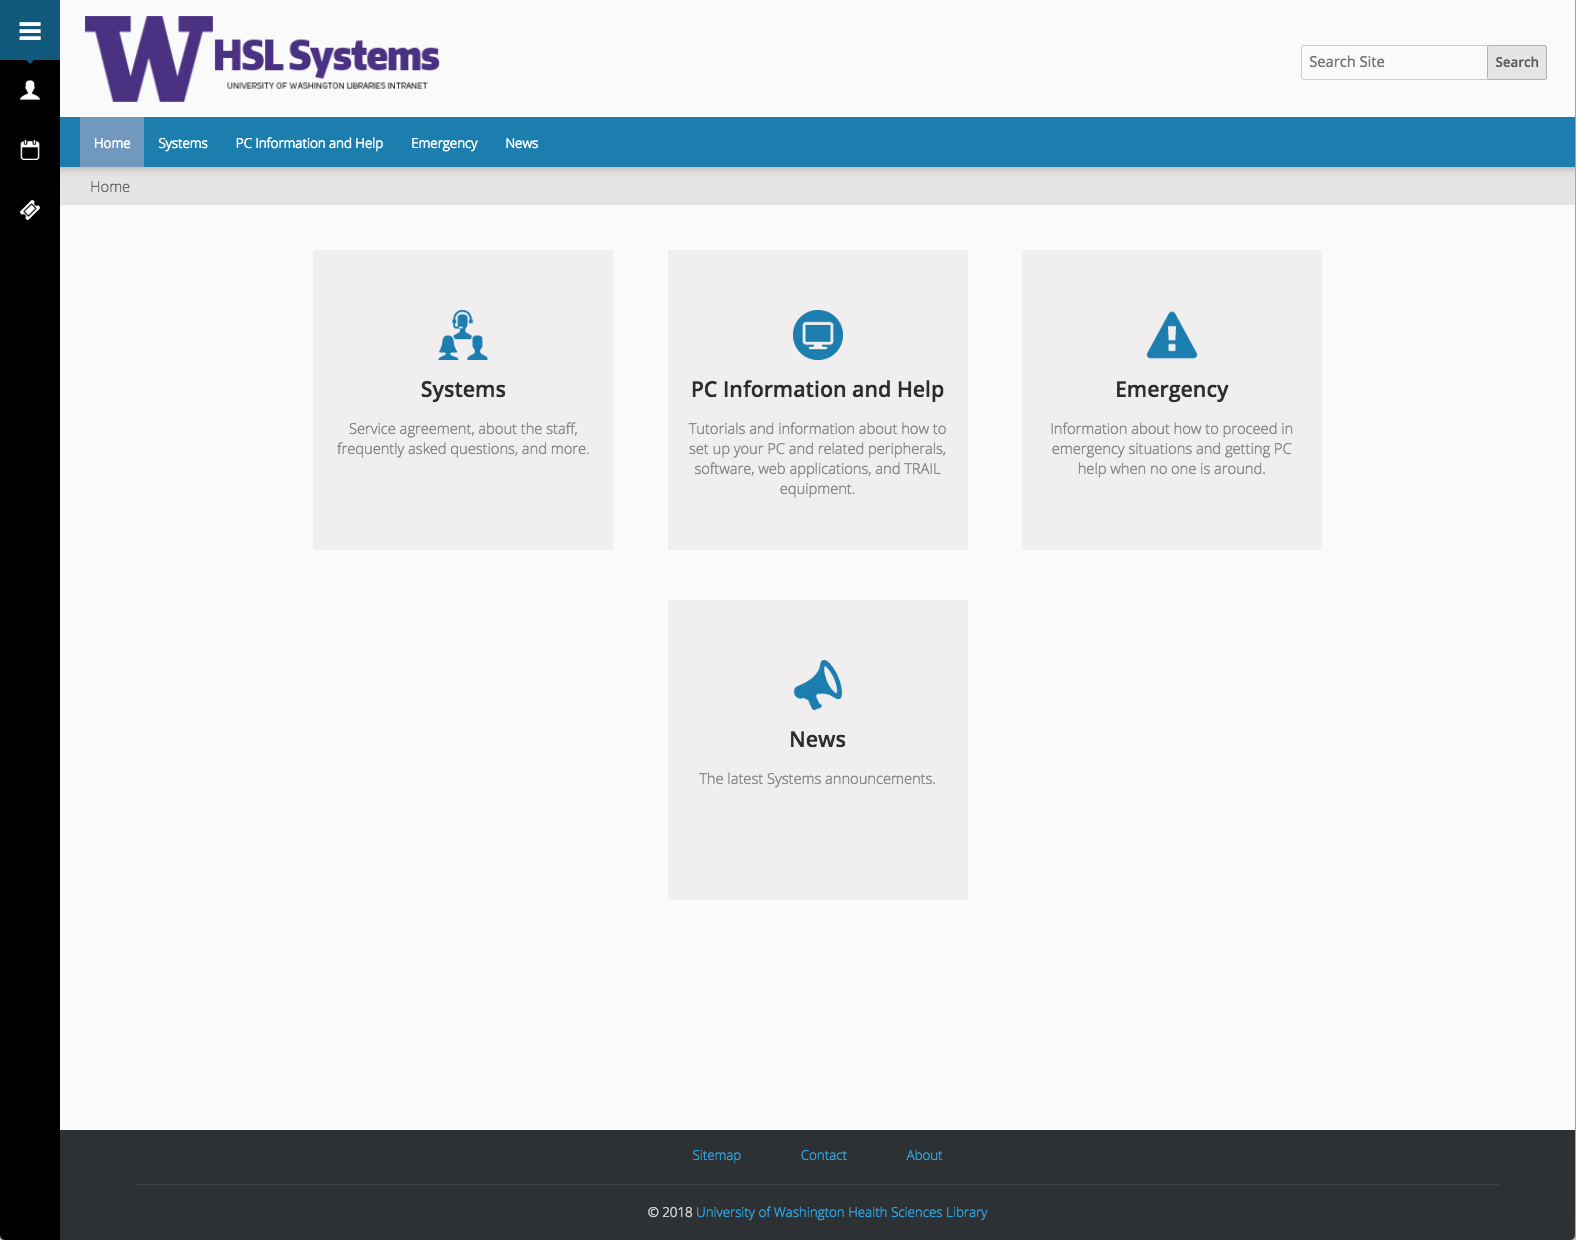 W HSL Systems
UNIVERSITY OF WASHINGTON LIBRARIES INTRANET
Search Site
Search
Home
Systems
PC Information and Help
Emergency
News
Home
Systems
Service agreement, about the staff,
frequently asked questions, and more.
PC Information and Help
Tutorials and information about how to
set up your PC and related peripherals,
software, web applications, and TRAIL
equipment.
Emergency
Information about how to proceed in
emergency situations and getting PC
help when no one is around.
News
The latest Systems announcements.
Sitemap
Contact
About
© 2018 University of Washington Health Sciences Library